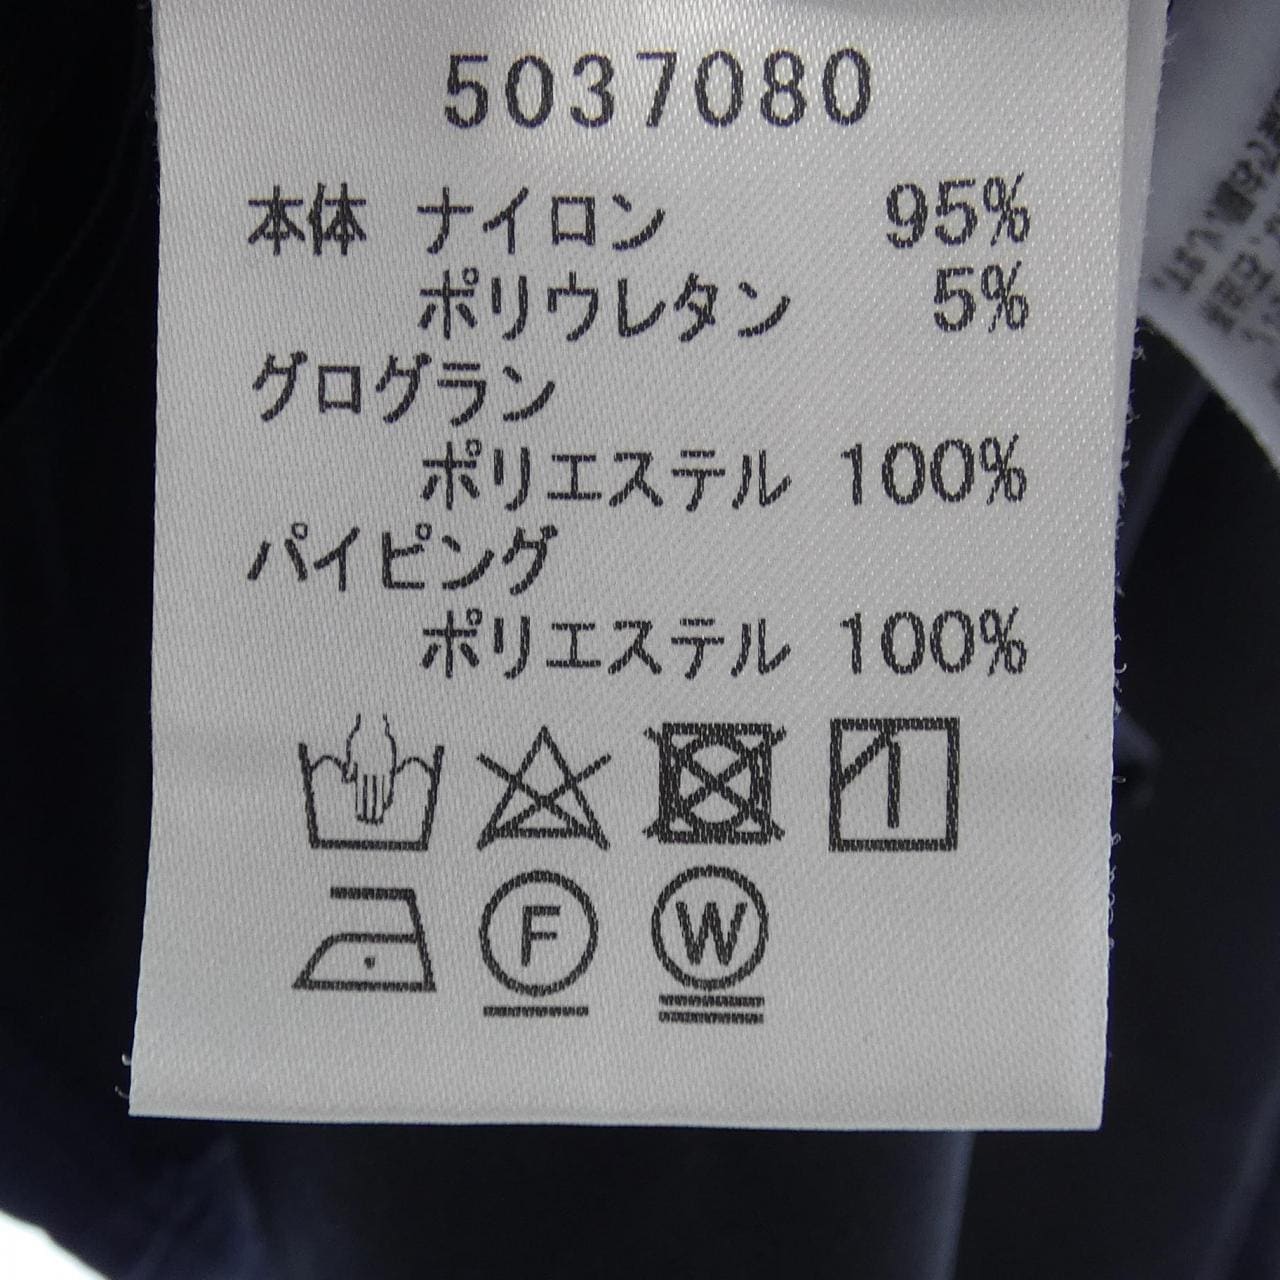 5037080
本体 ナイロン 95%
ポリウレタン 5%
グログラン
ポリエステル 100%
パイピング
ポリエステル 100%
F W